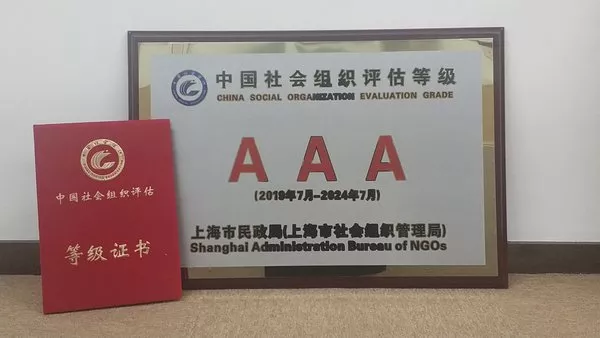 中国社会组织评估等级
CHINA SOCIAL ORGANIZATION EVALUATION GRADE
AAA
(2019年7月--2024年7月)
上海市民政局(上海市社会组织管理局)
Shanghai Administration Bureau of NGOs
中国社会组织评估
等级证书